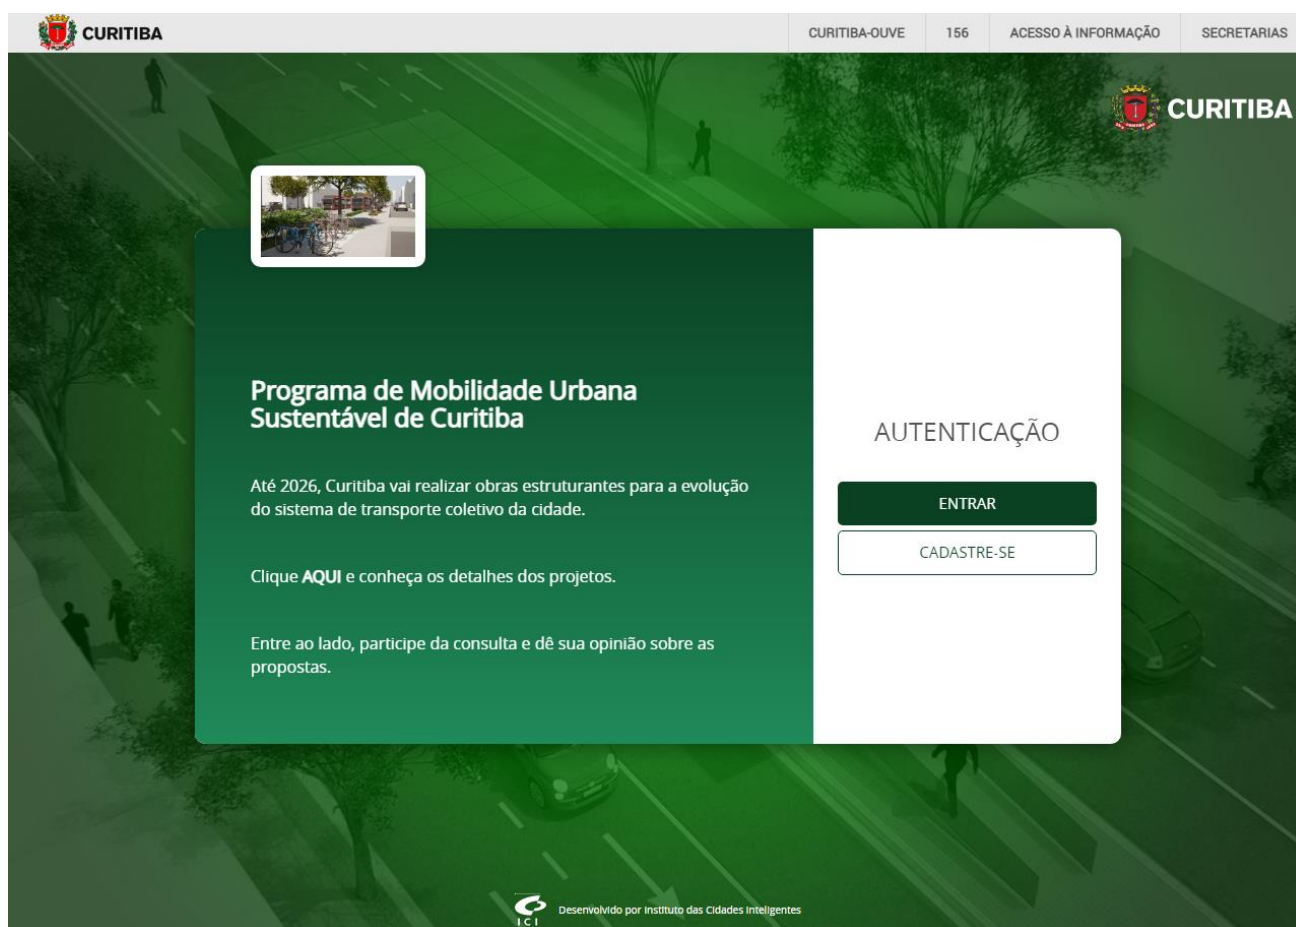 CURITIBA
CURITIBA-OUVE 156 ACESSO À INFORMAÇÃO SECRETARIAS
CURITIBA
Programa de Mobilidade Urbana
Sustentável de Curitiba
Até 2026, Curitiba vai realizar obras estruturantes para a evolução
do sistema de transporte coletivo da cidade.
Clique AQUI e conheça os detalhes dos projetos.
Entre ao lado, participe da consulta e dê sua opinião sobre as
propostas.
AUTENTICAÇÃO
ENTRAR
CADASTRE-SE
ICI
Desenvolvido por Instituto das Cidades Inteligentes